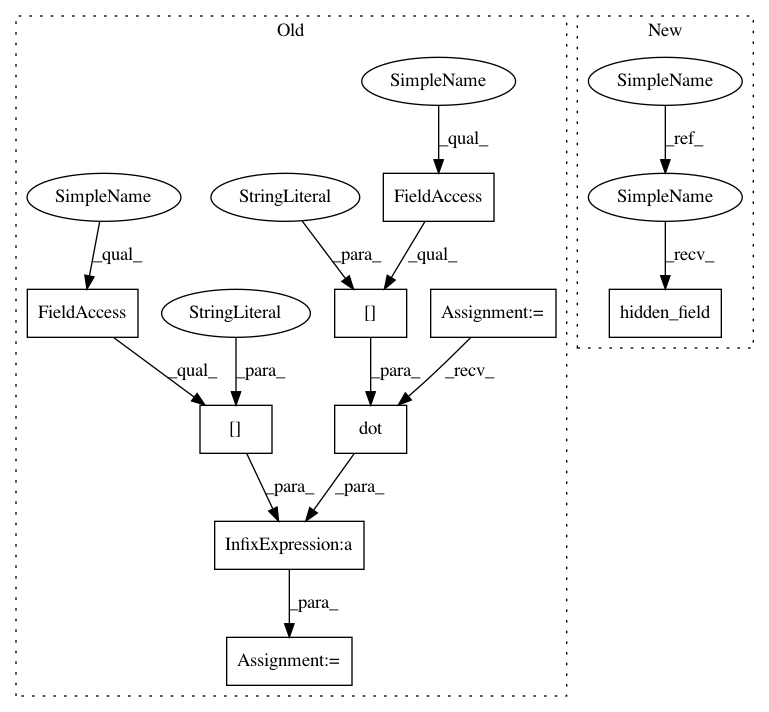 Old
New
SimpleName
SimpleName
_qual_
_ref_
SimpleName
StringLiteral
FieldAccess
SimpleName
_qual_
_para_
_qual_
_recv_
FieldAccess
StringLiteral
[]
Assignment:=
hidden_field
_qual_
_para_
_para_
_recv_
[]
dot
_para_
_para_
InfixExpression:a
_para_
Assignment:=